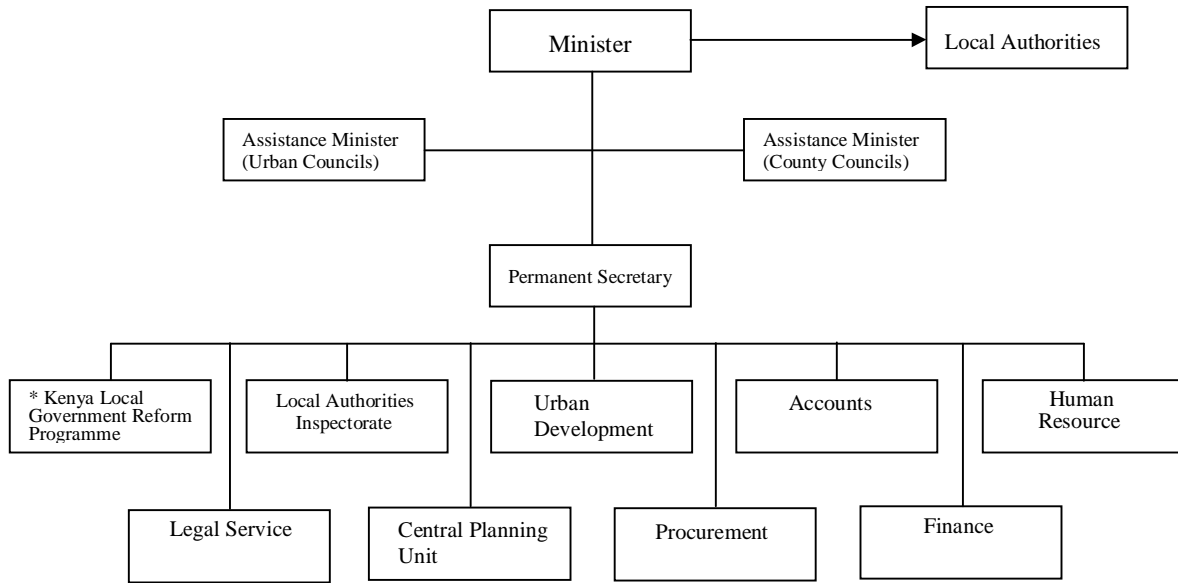 Minister
Local Authorities
Assistance Minister
(Urban Councils)
Assistance Minister
(County Councils)
Permanent Secretary
* Kenya Local
Government Reform
Programme
Local Authorities
Inspectorate
Urban
Development
Accounts
Human
Resource
Legal Service
Central Planning
Unit
Procurement
Finance